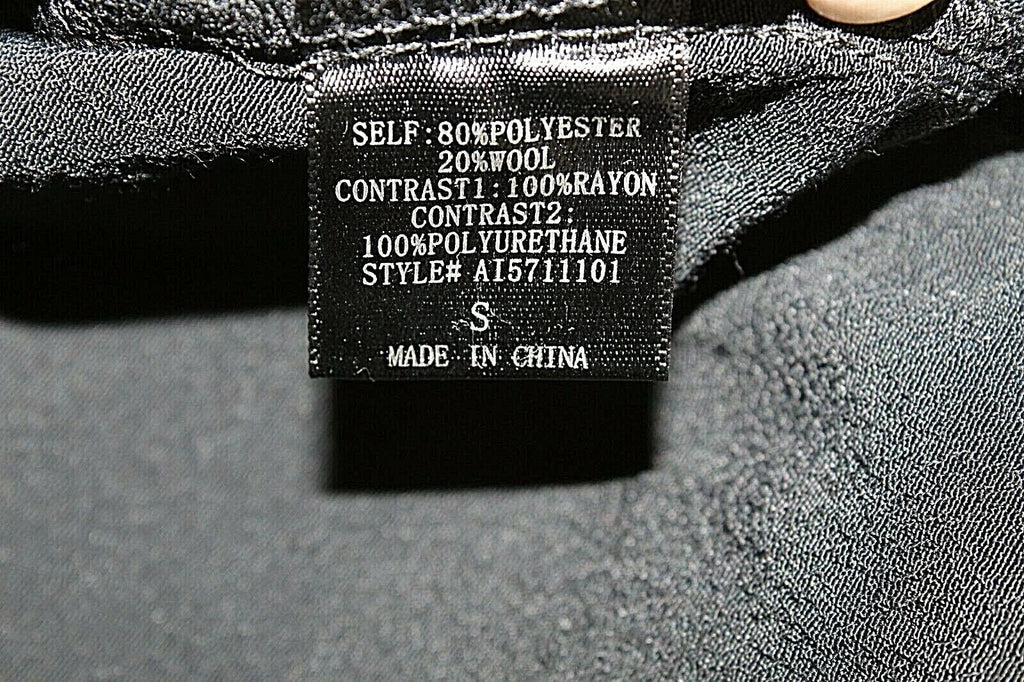 SELF:80%POLYESTER
20%WOOL
CONTRAST1:100%RAYON
CONTRAST2:
100%POLYURETHANE
STYLE# AI5711101
S
MADE IN CHINA